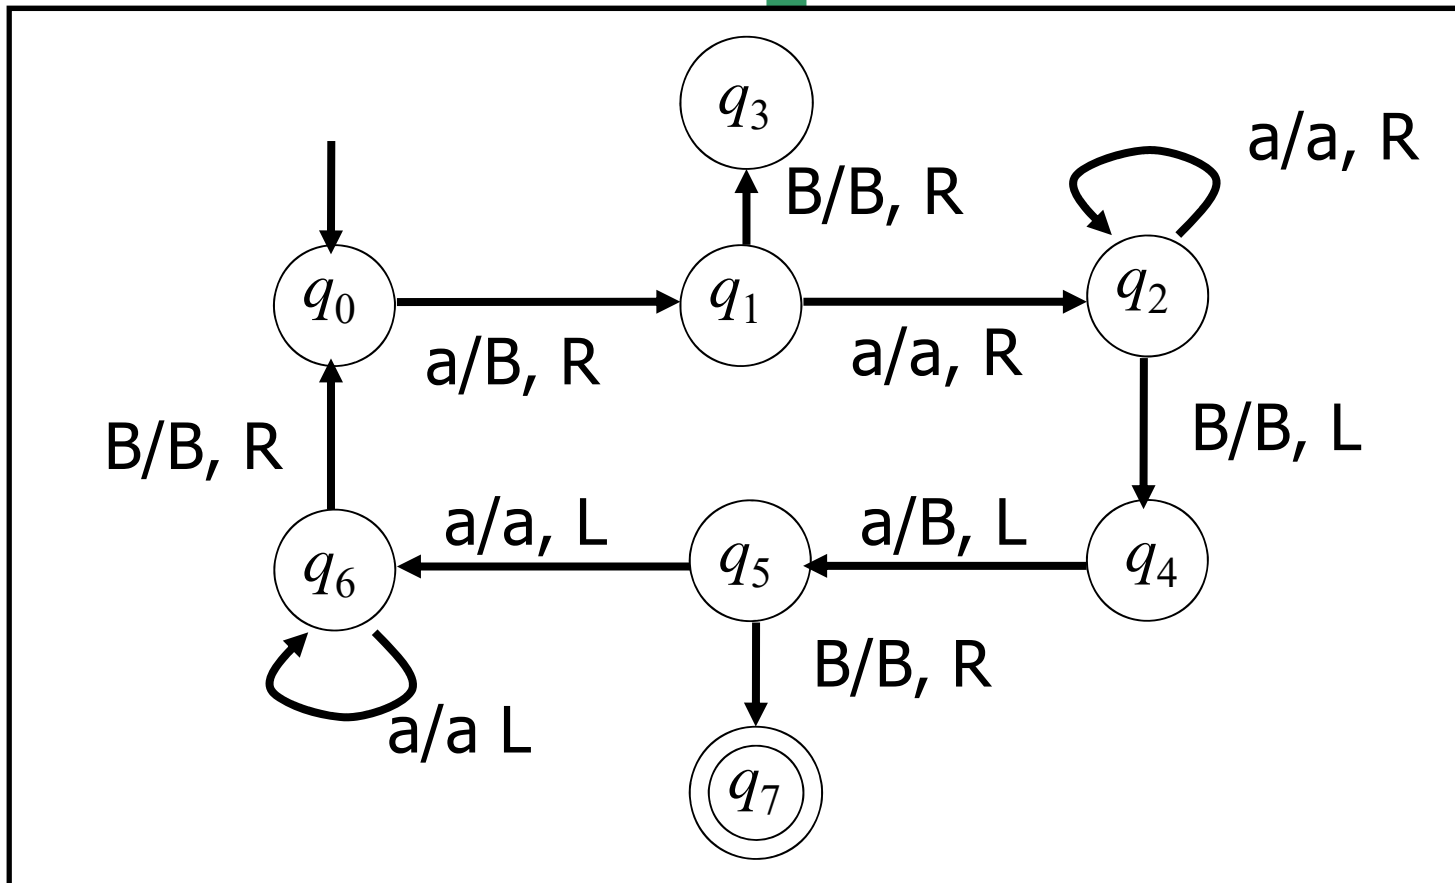 q3
a/a, R
B/B, R
q0
q1
q2
a/B, R
a/a, R
B/B, R
B/B, L
a/a, L
a/B, L
q6
q5
q4
B/B, R
a/a L
q7